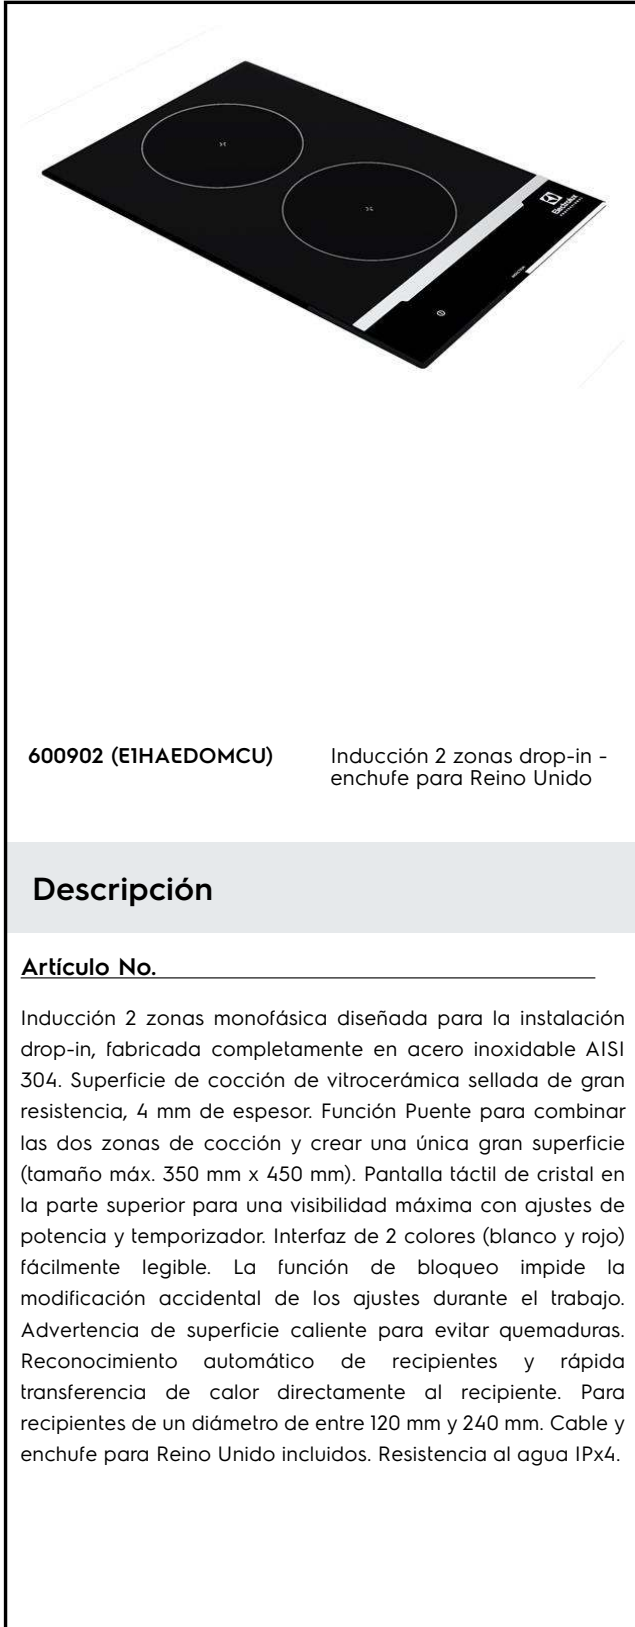 Electrolux
PROFESSIONAL
600902 (E1HAEDOMCU)
Inducción 2 zonas drop-in -
enchufe para Reino Unido
Descripción
Artículo No.
Inducción 2 zonas monofásica diseñada para la instalación
drop-in, fabricada completamente en acero inoxidable AISI
304. Superficie de cocción de vitrocerámica sellada de gran
resistencia, 4 mm de espesor. Función Puente para combinar
las dos zonas de cocción y crear una única gran superficie
(tamaño máx. 350 mm x 450 mm). Pantalla táctil de cristal en
la parte superior para una visibilidad máxima con ajustes de
potencia y temporizador. Interfaz de 2 colores (blanco y rojo)
fácilmente legible. La función de bloqueo impide la
modificación accidental de los ajustes durante el trabajo.
Advertencia de superficie caliente para evitar quemaduras.
Reconocimiento automático de recipientes y rápida
transferencia de calor directamente al recipiente. Para
recipientes de un diámetro de entre 120 mm y 240 mm. Cable y
enchufe para Reino Unido incluidos. Resistencia al agua IPx4.